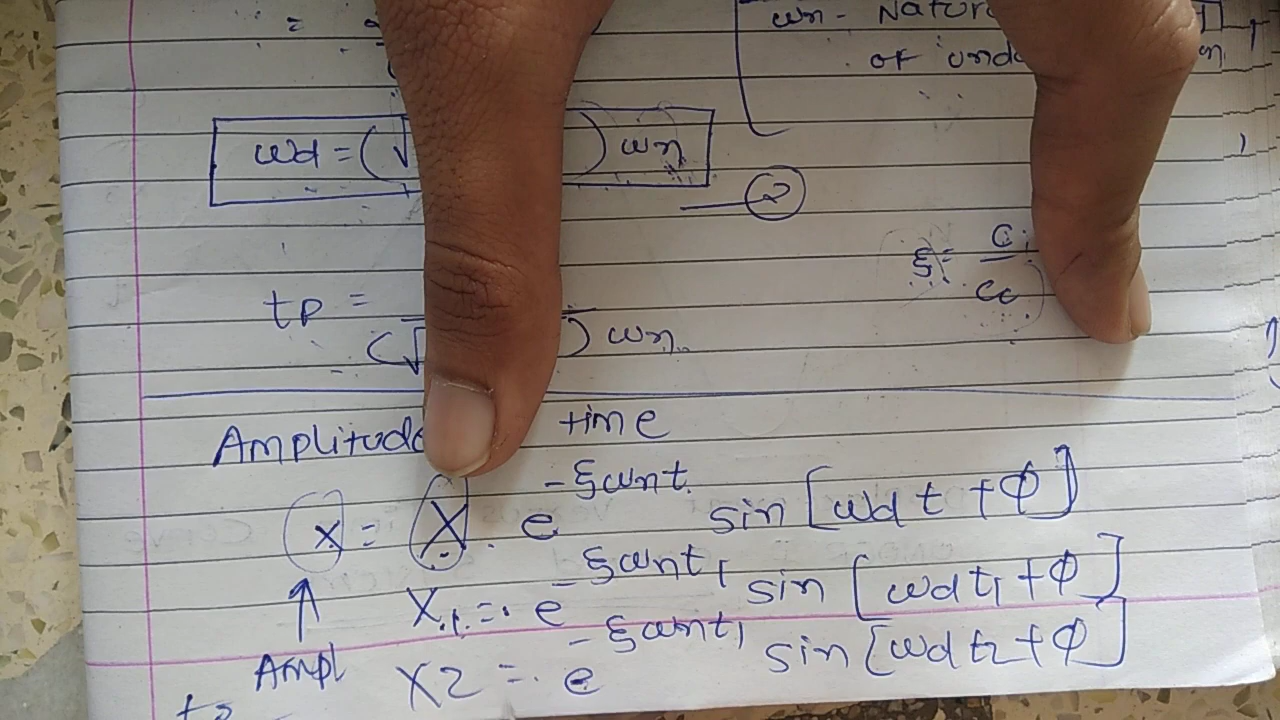 ωn - Natur
of und
ωd = (√ ) ωn
②
ξ = C
Cc
tp =
(√ ) ωn
Amplitude time
x = X. e^-ξωnt sin [ωd t + Φ]
X1 = . e^-ξωnt1 sin [ωd t1 + Φ]
Ampl X2 = . e^-ξωnt1 sin [ωd t2 + Φ]